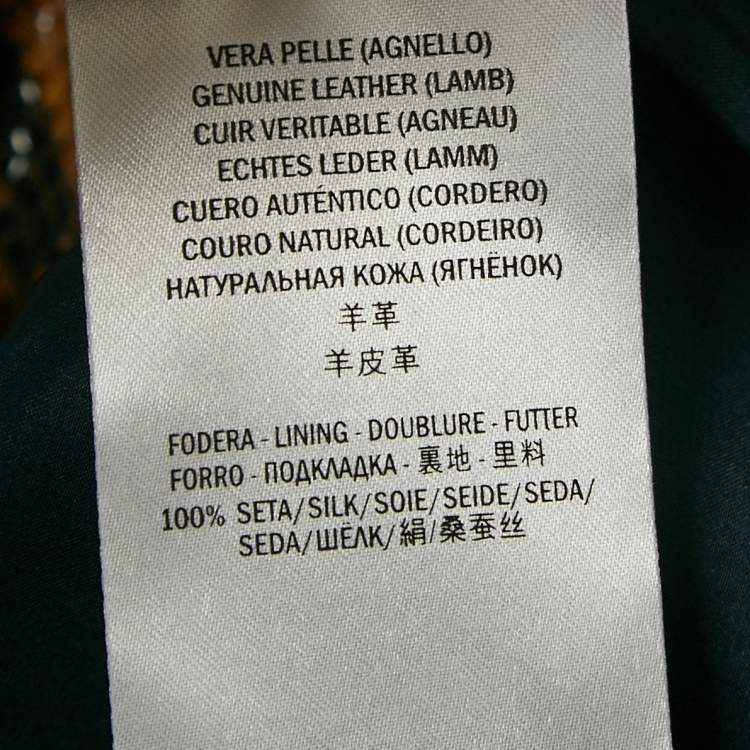 VERA PELLE (AGNELLO)
GENUINE LEATHER (LAMB)
CUIR VERITABLE (AGNEAU)
ECHTES LEDER (LAMM)
CUERO AUTÉNTICO (CORDERO)
COURO NATURAL (CORDEIRO)
НАТУРАЛЬНАЯ КОЖА (ЯГНЁНОК)
羊革
羊皮革
FODERA - LINING - DOUBLURE - FUTTER
FORRO - ПОДКЛАДКА - 裏地 - 里料
100% SETA/SILK/SOIE/SEIDE/SEDA/
SEDA/ШЁЛК/絹/桑蚕丝